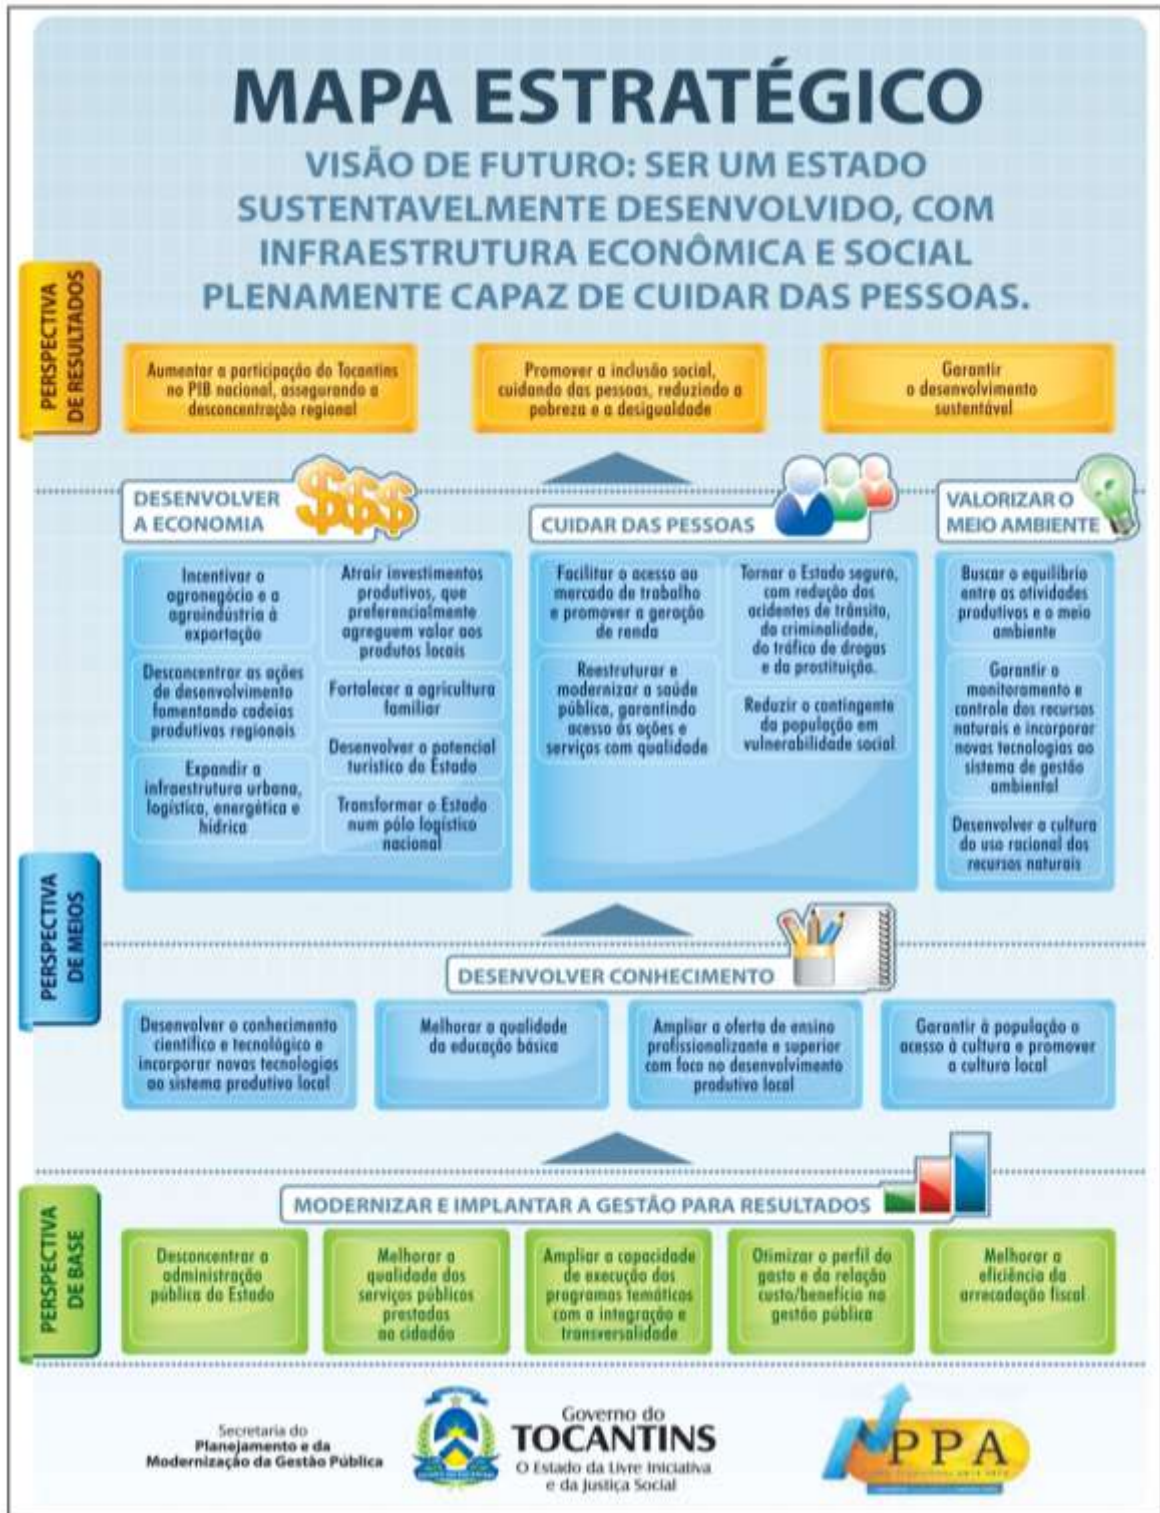 MAPA ESTRATÉGICO
VISÃO DE FUTURO: SER UM ESTADO
SUSTENTAVELMENTE DESENVOLVIDO, COM
INFRAESTRUTURA ECONÔMICA E SOCIAL
PLENAMENTE CAPAZ DE CUIDAR DAS PESSOAS.
PERSPECTIVA
DE RESULTADOS
Aumentar a participação do Tocantins
no PIB nacional, assegurando a
desconcentração regional
Promover a inclusão social,
cuidando das pessoas, reduzindo a
pobreza e a desigualdade
Garantir
o desenvolvimento
sustentável
PERSPECTIVA
DE MEIOS
DESENVOLVER
A ECONOMIA
Incentivar o
agronegócio e a
agroindústria à
exportação
Desconcentrar as ações
de desenvolvimento
fomentando cadeias
produtivas regionais
Expandir a
infraestrutura urbana,
logística, energética e
hídrica
Atrair investimentos
produtivos, que
preferencialmente
agreguem valor aos
produtos locais
Fortalecer a agricultura
familiar
Desenvolver o potencial
turístico do Estado
Transformar o Estado
num pólo logístico
nacional
CUIDAR DAS PESSOAS
Facilitar o acesso ao
mercado de trabalho
e promover a geração
de renda
Reestruturar e
modernizar a saúde
pública, garantindo
acesso às ações e
serviços com qualidade
Tornar o Estado seguro,
com redução dos
acidentes de trânsito,
da criminalidade,
do tráfico de drogas
e da prostituição.
Reduzir o contingente
da população em
vulnerabilidade social
VALORIZAR O
MEIO AMBIENTE
Buscar o equilíbrio
entre as atividades
produtivas e o meio
ambiente
Garantir o
monitoramento e
controle dos recursos
naturais e incorporar
novas tecnologias ao
sistema de gestão
ambiental
Desenvolver a cultura
do uso racional dos
recursos naturais
DESENVOLVER CONHECIMENTO
Desenvolver o conhecimento
científico e tecnológico e
incorporar novas tecnologias
ao sistema produtivo local
Melhorar a qualidade
da educação básica
Ampliar a oferta de ensino
profissionalizante e superior
com foco no desenvolvimento
produtivo local
Garantir à população o
acesso à cultura e promover
a cultura local
PERSPECTIVA
DE BASE
MODERNIZAR E IMPLANTAR A GESTÃO PARA RESULTADOS
Desconcentrar a
administração
pública do Estado
Melhorar a
qualidade dos
serviços públicos
prestados
ao cidadão
Ampliar a capacidade
de execução dos
programas temáticos
com a integração e
transversalidade
Otimizar o perfil do
gasto e da relação
custo/benefício na
gestão pública
Melhorar a
eficiência da
arrecadação fiscal
Secretaria do
Planejamento e da
Modernização da Gestão Pública
Governo do
TOCANTINS
O Estado da Livre Iniciativa
e da Justiça Social
PPA